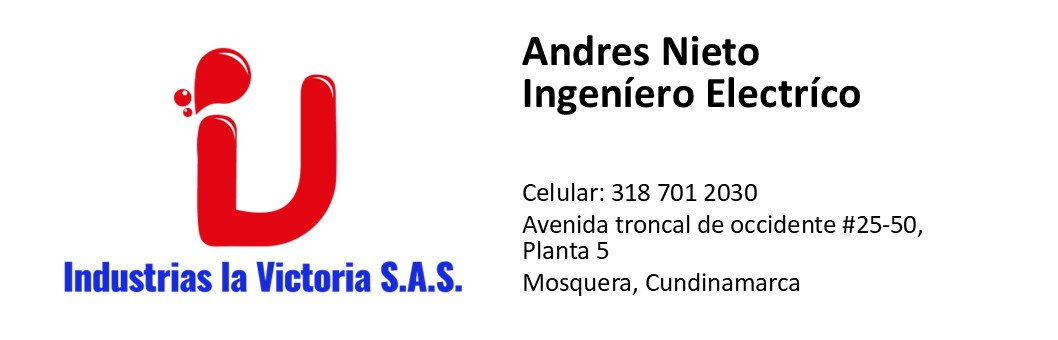 Andres Nieto
Ingeníero Electríco
Celular: 318 701 2030
Avenida troncal de occidente #25-50,
Planta 5
Mosquera, Cundinamarca
Industrias la Victoria S.A.S.